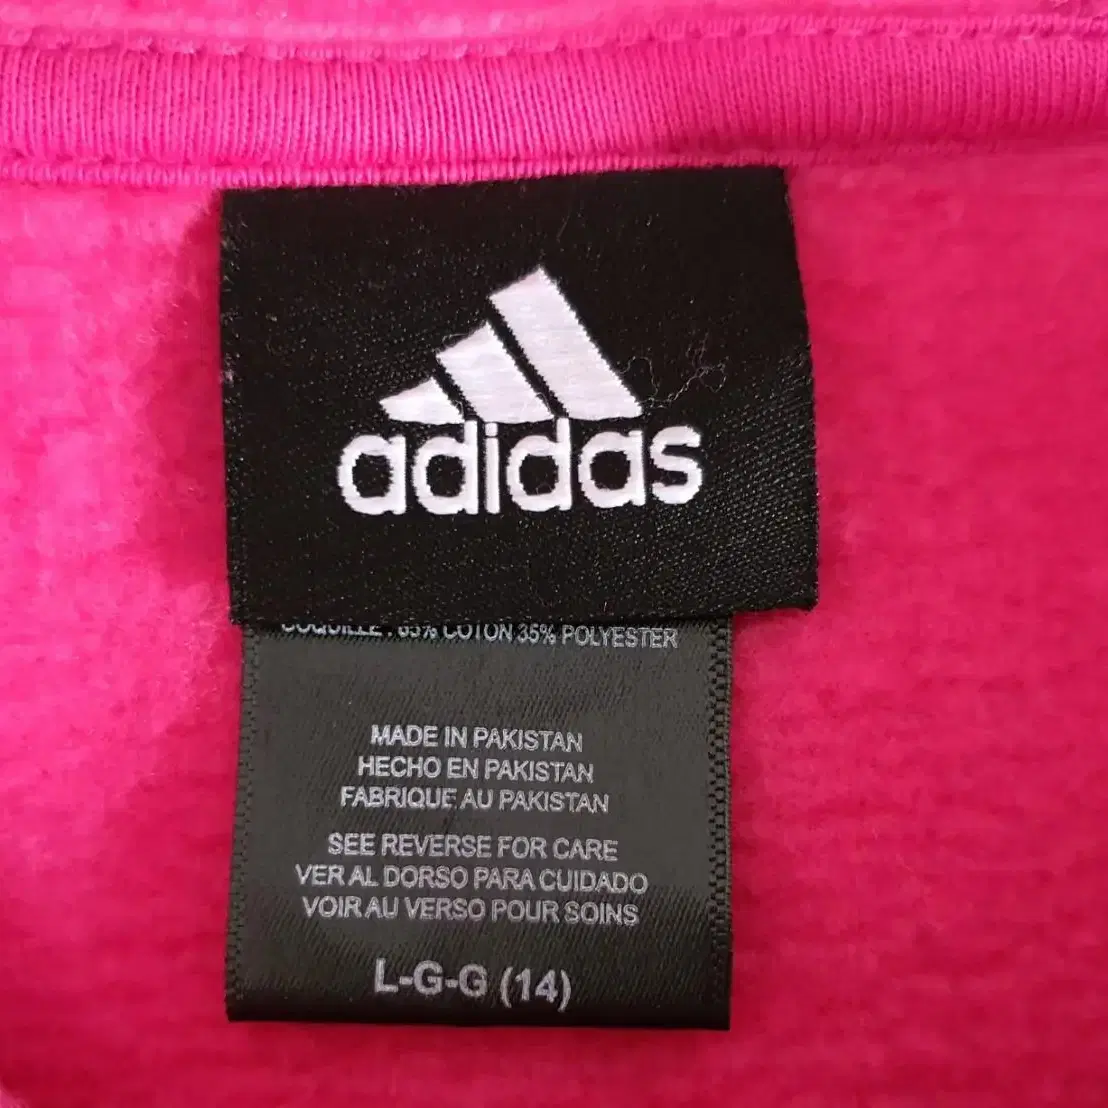 adidas
COQUILLE : 65% COTON 35% POLYESTER
MADE IN PAKISTAN
HECHO EN PAKISTAN
FABRIQUE AU PAKISTAN
SEE REVERSE FOR CARE
VER AL DORSO PARA CUIDADO
VOIR AU VERSO POUR SOINS
L-G-G (14)